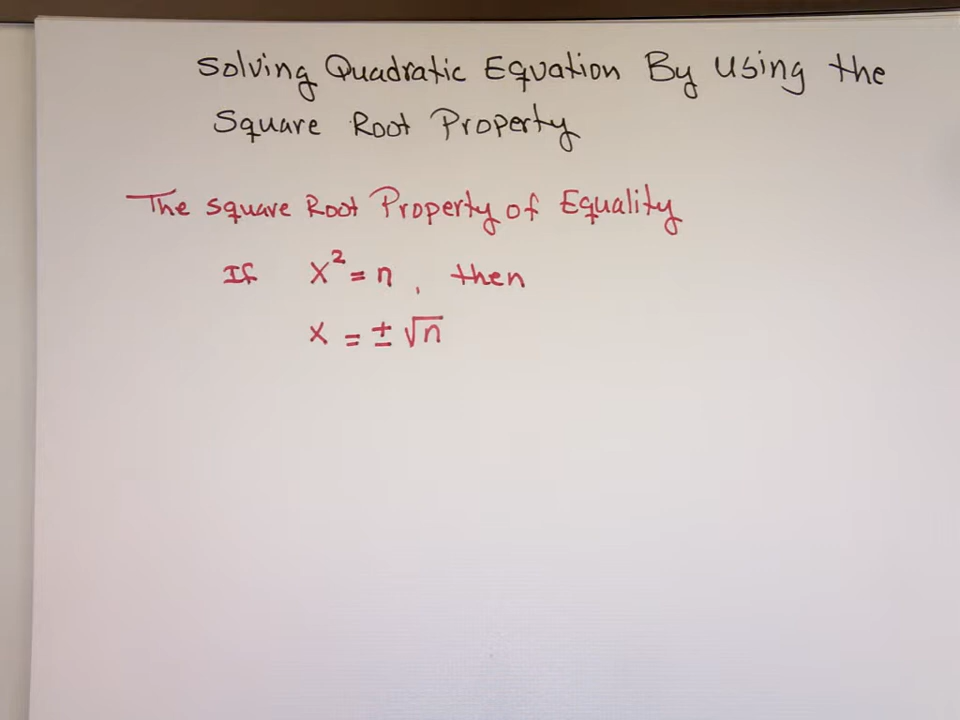 Solving Quadratic Equation By Using the
Square Root Property
The Square Root Property of Equality
If x² = n, then
x = ± √n